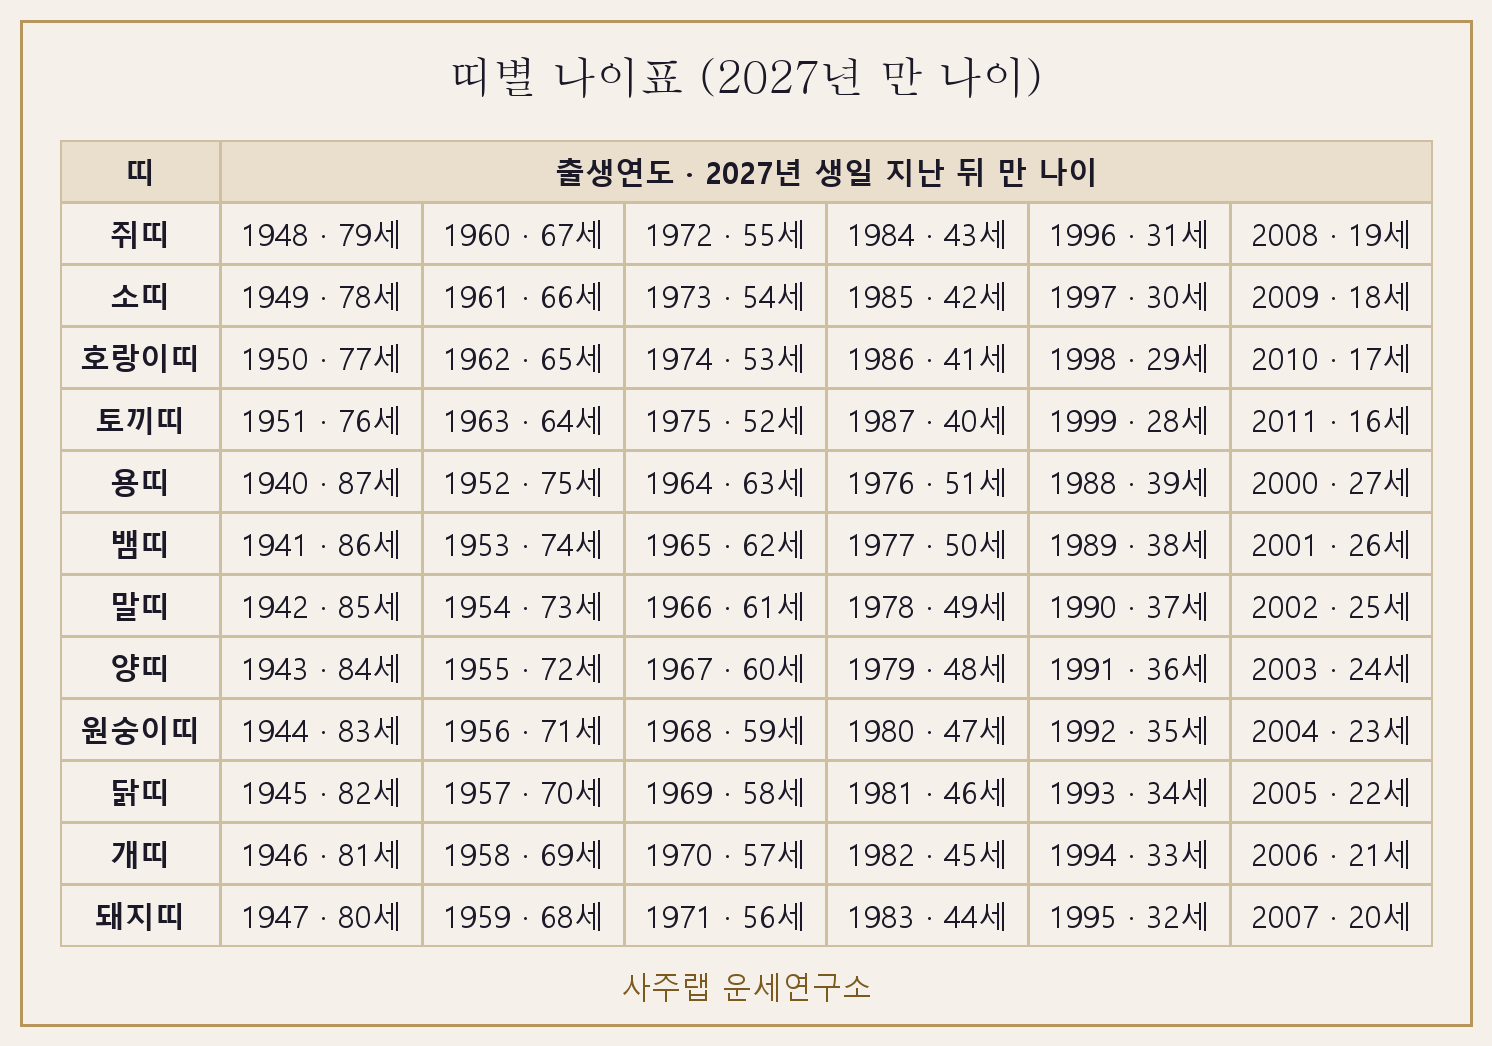 띠별 나이표 (2027년 만 나이)
띠 출생연도 · 2027년 생일 지난 뒤 만 나이
쥐띠 1948 · 79세 1960 · 67세 1972 · 55세 1984 · 43세 1996 · 31세 2008 · 19세
소띠 1949 · 78세 1961 · 66세 1973 · 54세 1985 · 42세 1997 · 30세 2009 · 18세
호랑이띠 1950 · 77세 1962 · 65세 1974 · 53세 1986 · 41세 1998 · 29세 2010 · 17세
토끼띠 1951 · 76세 1963 · 64세 1975 · 52세 1987 · 40세 1999 · 28세 2011 · 16세
용띠 1940 · 87세 1952 · 75세 1964 · 63세 1976 · 51세 1988 · 39세 2000 · 27세
뱀띠 1941 · 86세 1953 · 74세 1965 · 62세 1977 · 50세 1989 · 38세 2001 · 26세
말띠 1942 · 85세 1954 · 73세 1966 · 61세 1978 · 49세 1990 · 37세 2002 · 25세
양띠 1943 · 84세 1955 · 72세 1967 · 60세 1979 · 48세 1991 · 36세 2003 · 24세
원숭이띠 1944 · 83세 1956 · 71세 1968 · 59세 1980 · 47세 1992 · 35세 2004 · 23세
닭띠 1945 · 82세 1957 · 70세 1969 · 58세 1981 · 46세 1993 · 34세 2005 · 22세
개띠 1946 · 81세 1958 · 69세 1970 · 57세 1982 · 45세 1994 · 33세 2006 · 21세
돼지띠 1947 · 80세 1959 · 68세 1971 · 56세 1983 · 44세 1995 · 32세 2007 · 20세
사주랩 운세연구소